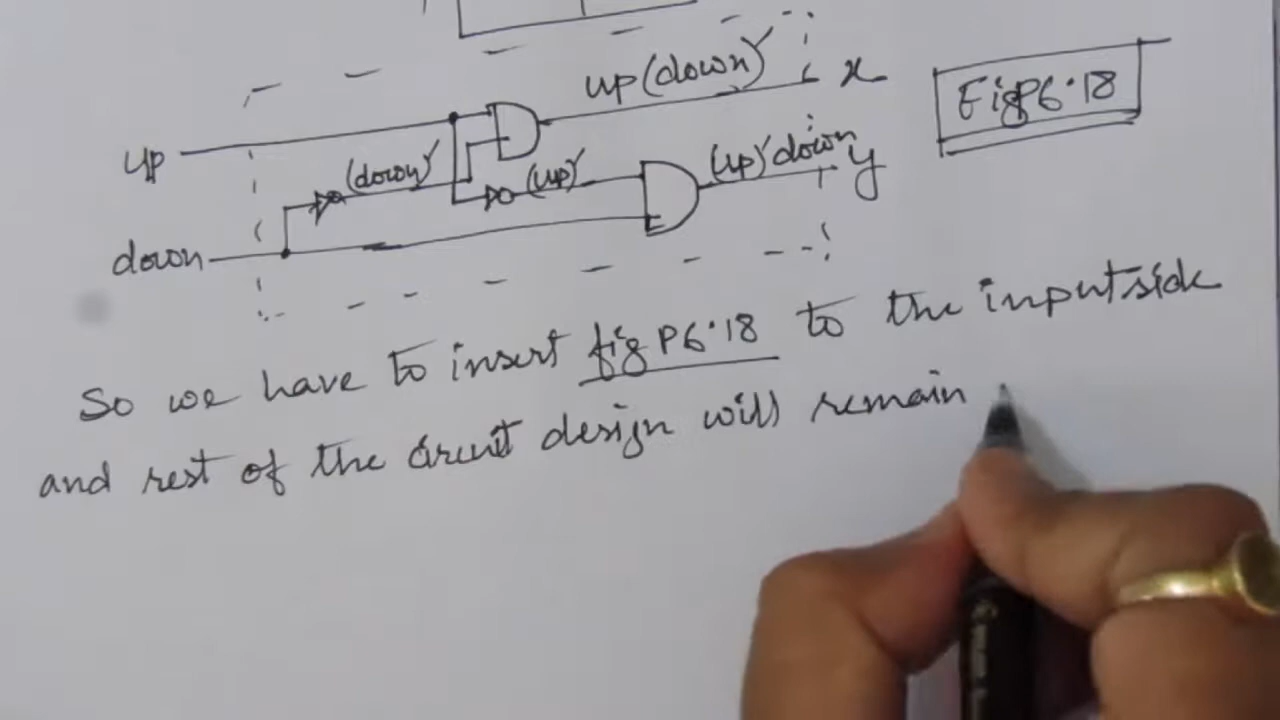 up(down)' x
Fig P6.18
up
(down)'
(up)'
(up)'down y
down
So we have to insert fig P6.18 to the inputside
and rest of the circuit design will remain